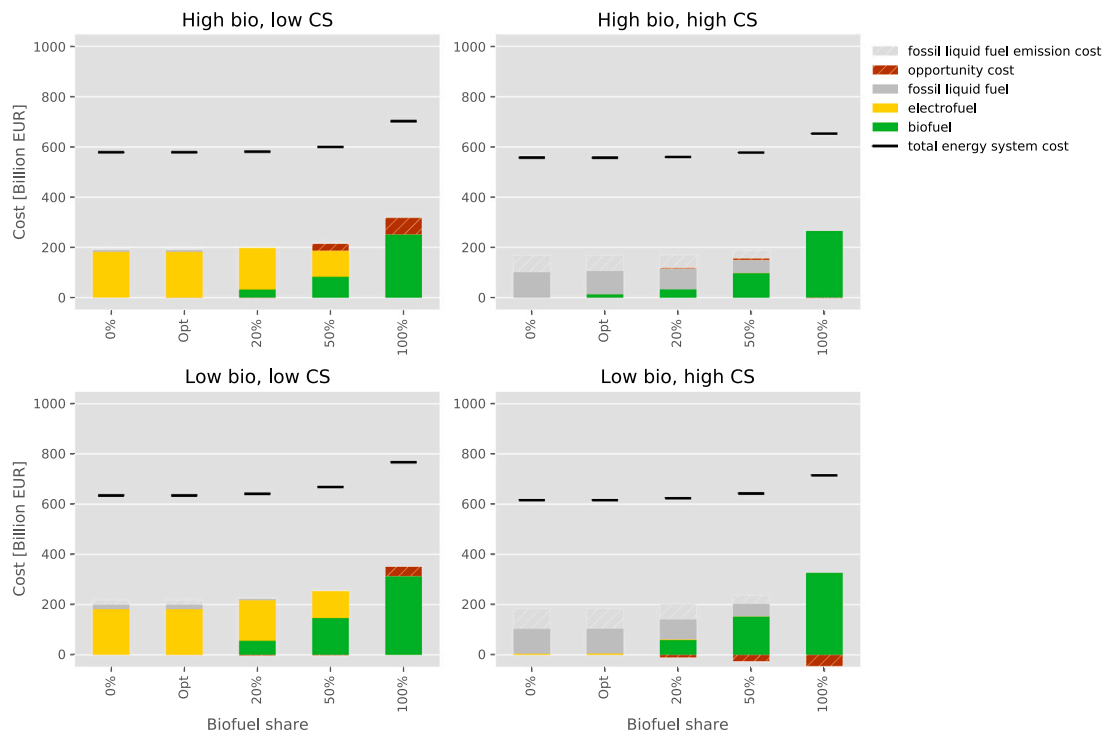 High bio, low CS
High bio, high CS
1000
800
600
400
200
0
Cost [Billion EUR]
0%
Opt
20%
50%
100%
1000
800
600
400
200
0
0%
Opt
20%
50%
100%
fossil liquid fuel emission cost
opportunity cost
fossil liquid fuel
electrofuel
biofuel
total energy system cost
Low bio, low CS
Low bio, high CS
1000
800
600
400
200
0
Cost [Billion EUR]
0%
Opt
20%
50%
100%
Biofuel share
1000
800
600
400
200
0
0%
Opt
20%
50%
100%
Biofuel share